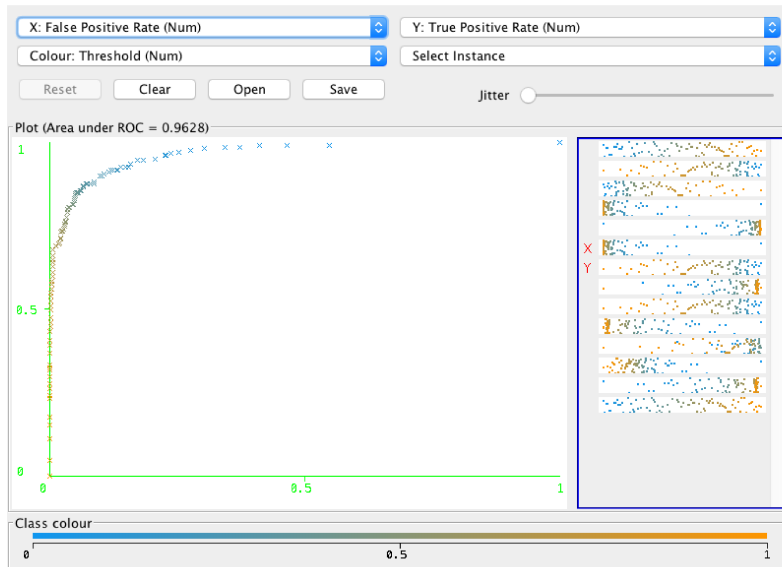 X: False Positive Rate (Num) Y: True Positive Rate (Num)
Colour: Threshold (Num) Select Instance
Reset Clear Open Save Jitter
Plot (Area under ROC = 0.9628)
1
X
Y
0.5
0
0 0.5 1
Class colour
0 0.5 1